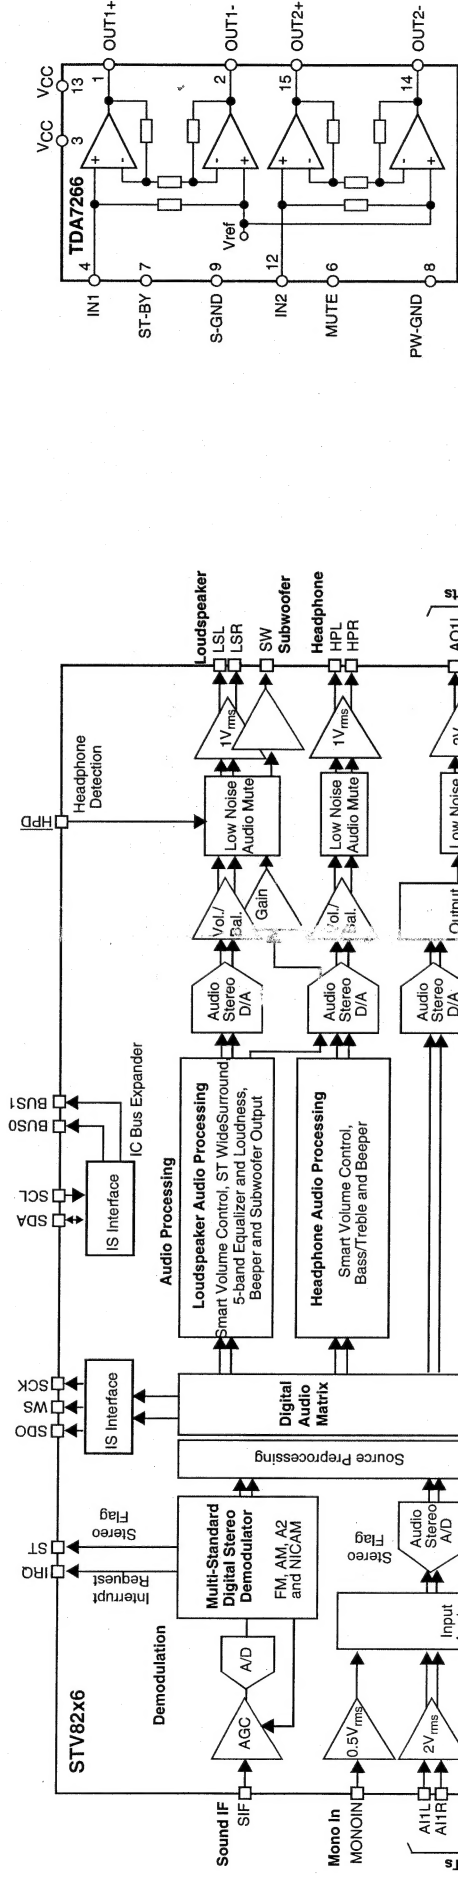 TDA7266
VCC
13
VCC
3
OUT1+
1
OUT1-
2
OUT2+
15
OUT2-
14
+
-
-
+
+
-
-
+
Vref
4
IN1
7
ST-BY
9
S-GND
12
IN2
6
MUTE
8
PW-GND
STV82x6
Sound IF
SIF
AGC
A/D
Demodulation
Multi-Standard
Digital Stereo
Demodulator
FM, AM, A2
and NICAM
IRQ
Interrupt
Request
ST
Stereo
Flag
Mono In
MONOIN
0.5Vrms
AI1L
AI1R
2Vrms
Input
Stereo
Flag
Audio
Stereo
A/D
Source Preprocessing
Digital
Audio
Matrix
SDO
WS
SCK
IS Interface
SDA
SCL
IS Interface
BUS0
BUS1
IC Bus Expander
Audio Processing
Loudspeaker Audio Processing
Smart Volume Control, ST WideSurround,
5-band Equalizer and Loudness,
Beeper and Subwoofer Output
Headphone Audio Processing
Smart Volume Control,
Bass/Treble and Beeper
Audio
Stereo
D/A
Audio
Stereo
D/A
Audio
Stereo
D/A
Vol./
Bal.
Gain
Vol./
Bal.
Output
HPD
Headphone
Detection
Low Noise
Audio Mute
Low Noise
Audio Mute
Low Noise
1Vrms
1Vrms
Loudspeaker
LSL
LSR
SW
Subwoofer
Headphone
HPL
HPR
AO1L